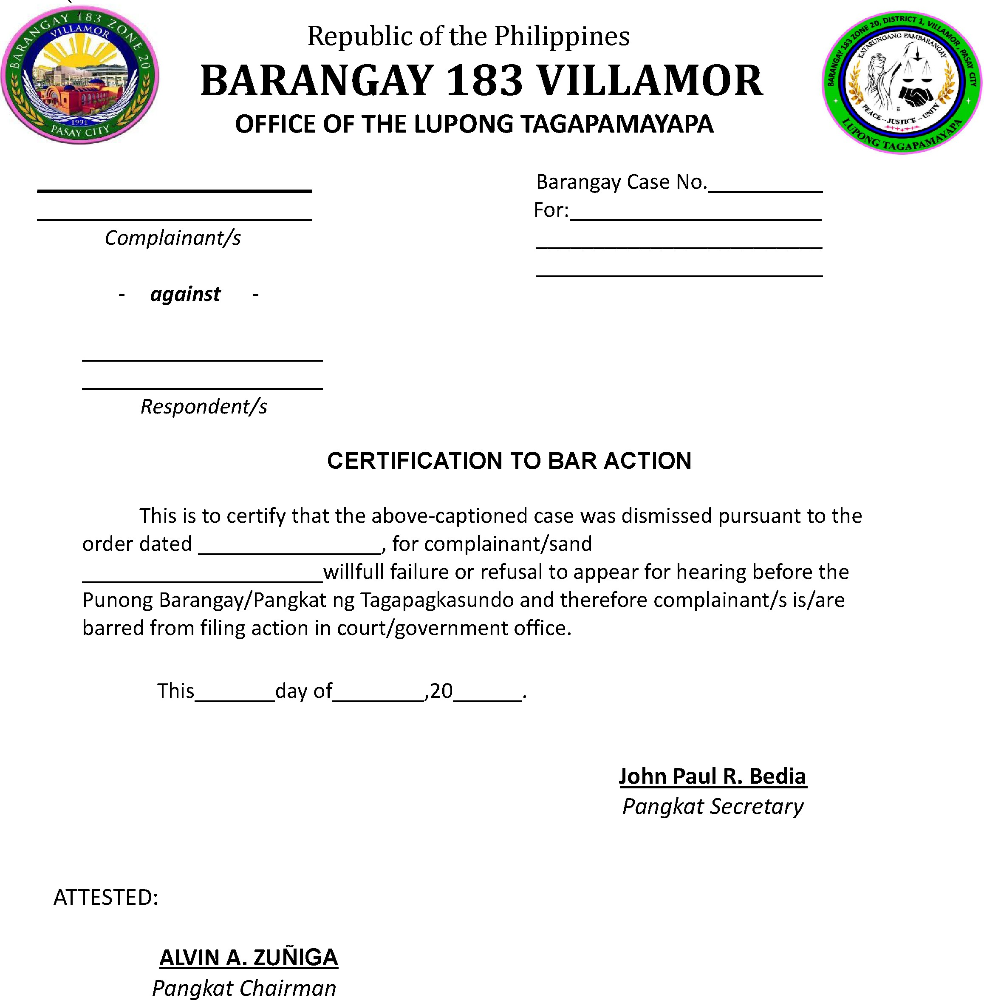 BARANGAY 183 ZONE 20
VILLAMOR
1991
PASAY CITY
Republic of the Philippines
BARANGAY 183 VILLAMOR
OFFICE OF THE LUPONG TAGAPAMAYAPA
BARANGAY 183 ZONE 20, DISTRICT 1, VILLAMOR, PASAY CITY
KATARUNGANG PAMBARANGAY
PEACE – JUSTICE – UNITY
LUPONG TAGAPAMAYAPA
Barangay Case No.__________
For:______________________
_________________________
_________________________
________________________
________________________
Complainant/s
- against -
_____________________
_____________________
Respondent/s
CERTIFICATION TO BAR ACTION
This is to certify that the above-captioned case was dismissed pursuant to the
order dated ________________, for complainant/sand
_____________________willfull failure or refusal to appear for hearing before the
Punong Barangay/Pangkat ng Tagapagkasundo and therefore complainant/s is/are
barred from filing action in court/government office.
This_______day of________,20______.
John Paul R. Bedia
Pangkat Secretary
ATTESTED:
ALVIN A. ZUÑIGA
Pangkat Chairman